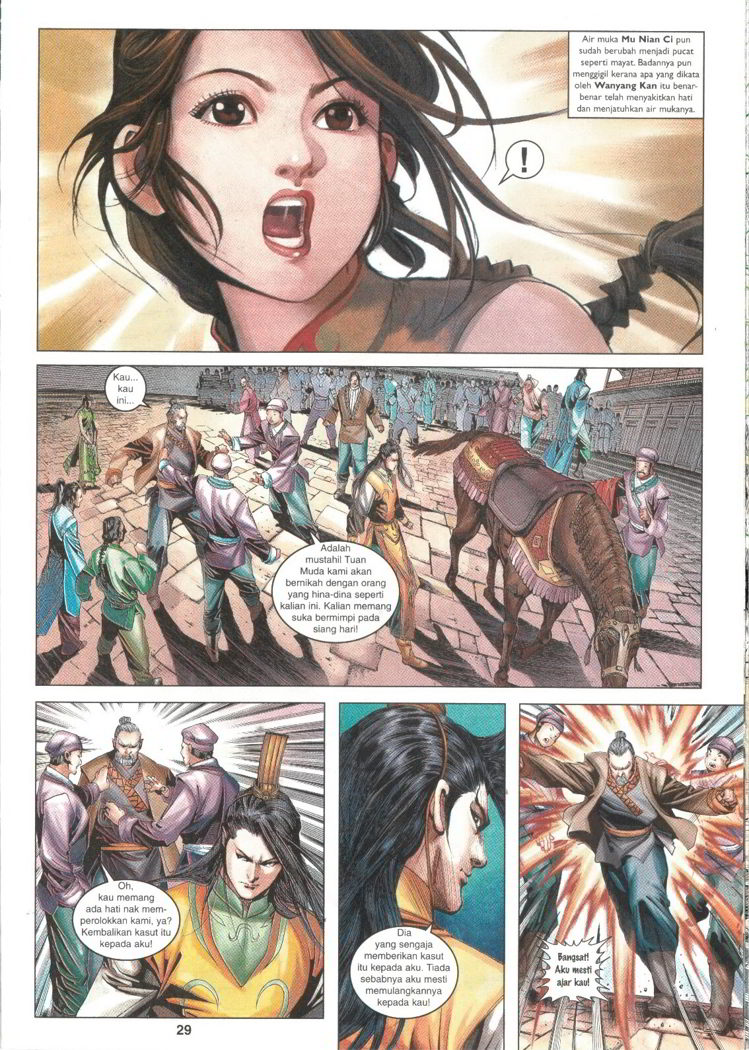 Air muka Mu Nian Ci pun
sudah berubah menjadi pucat
seperti mayat. Badannya pun
menggigil kerana apa yang dikata
oleh Wanyang Kan itu benar-
benar telah menyakitkan hati
dan menjatuhkan air mukanya.
!
Kau...
kau
ini...
Adalah
mustahil Tuan
Muda kami akan
bernikah dengan orang
yang hina-dina seperti
kalian ini. Kalian memang
suka bermimpi pada
siang hari!
Oh,
kau memang
ada hati nak mem-
perolokkan kami, ya?
Kembalikan kasut itu
kepada aku!
Dia
yang sengaja
memberikan kasut
itu kepada aku. Tiada
sebabnya aku mesti
memulangkannya
kepada kau!
Bangsat!
Aku mesti
ajar kau!
29